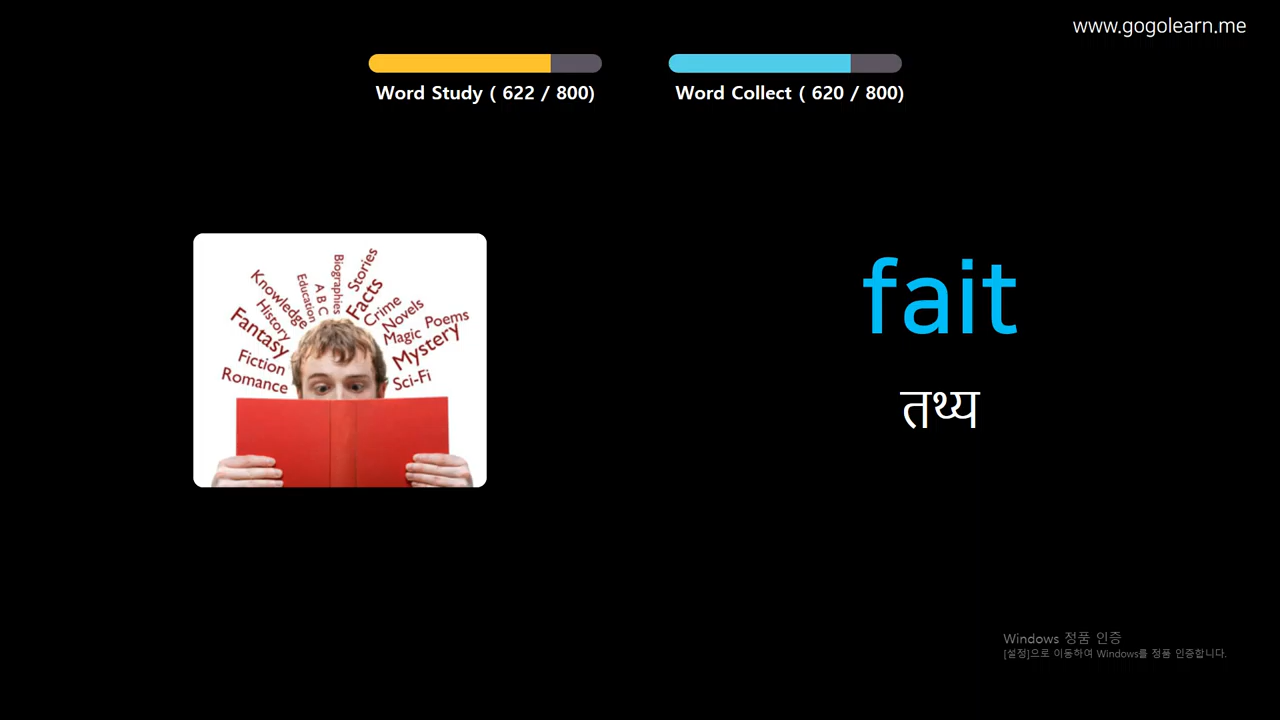 www.gogolearn.me
Word Study ( 622 / 800)
Word Collect ( 620 / 800)
Knowledge
History
Fantasy
Fiction
Romance
Education
A B C
Biographies
Stories
Facts
Crime
Novels
Magic
Poems
Mystery
Sci-Fi
fait
तथ्य
Windows 정품 인증
[설정]으로 이동하여 Windows를 정품 인증합니다.